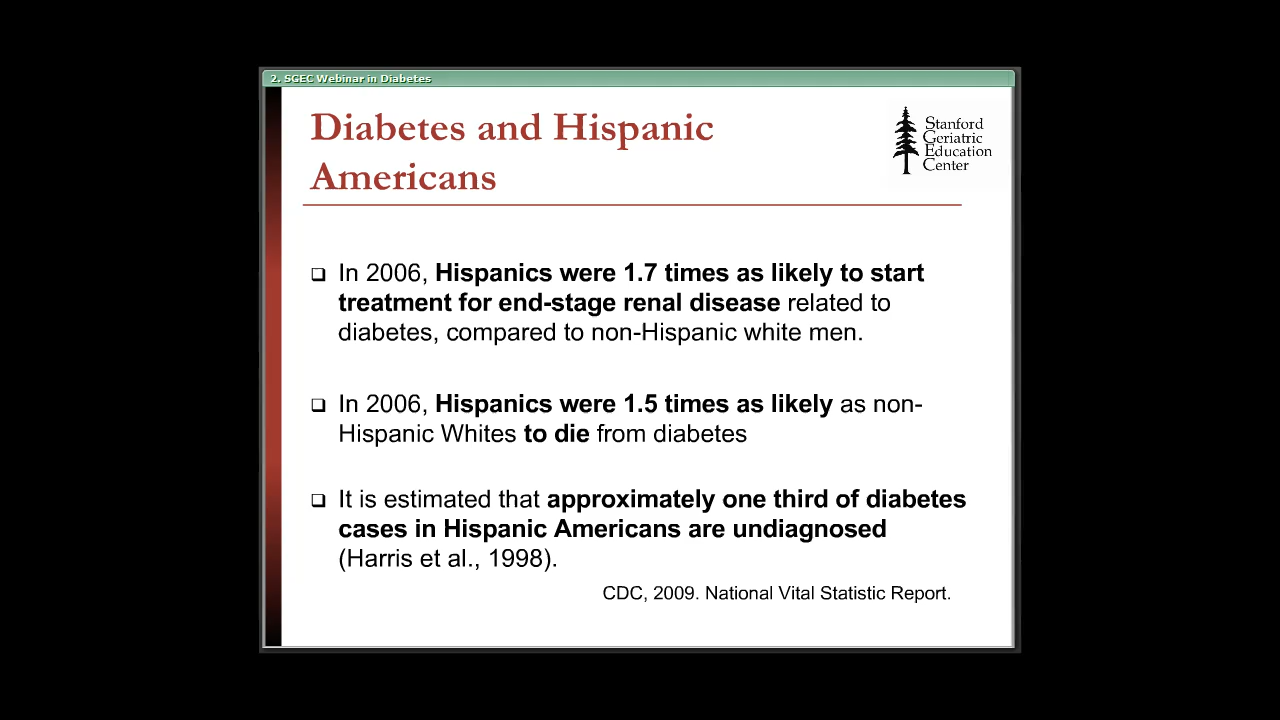 2. SGEC Webinar in Diabetes
Diabetes and Hispanic
Americans
Stanford
Geriatric
Education
Center
In 2006, Hispanics were 1.7 times as likely to start
treatment for end-stage renal disease related to
diabetes, compared to non-Hispanic white men.
In 2006, Hispanics were 1.5 times as likely as non-
Hispanic Whites to die from diabetes
It is estimated that approximately one third of diabetes
cases in Hispanic Americans are undiagnosed
(Harris et al., 1998).
CDC, 2009. National Vital Statistic Report.